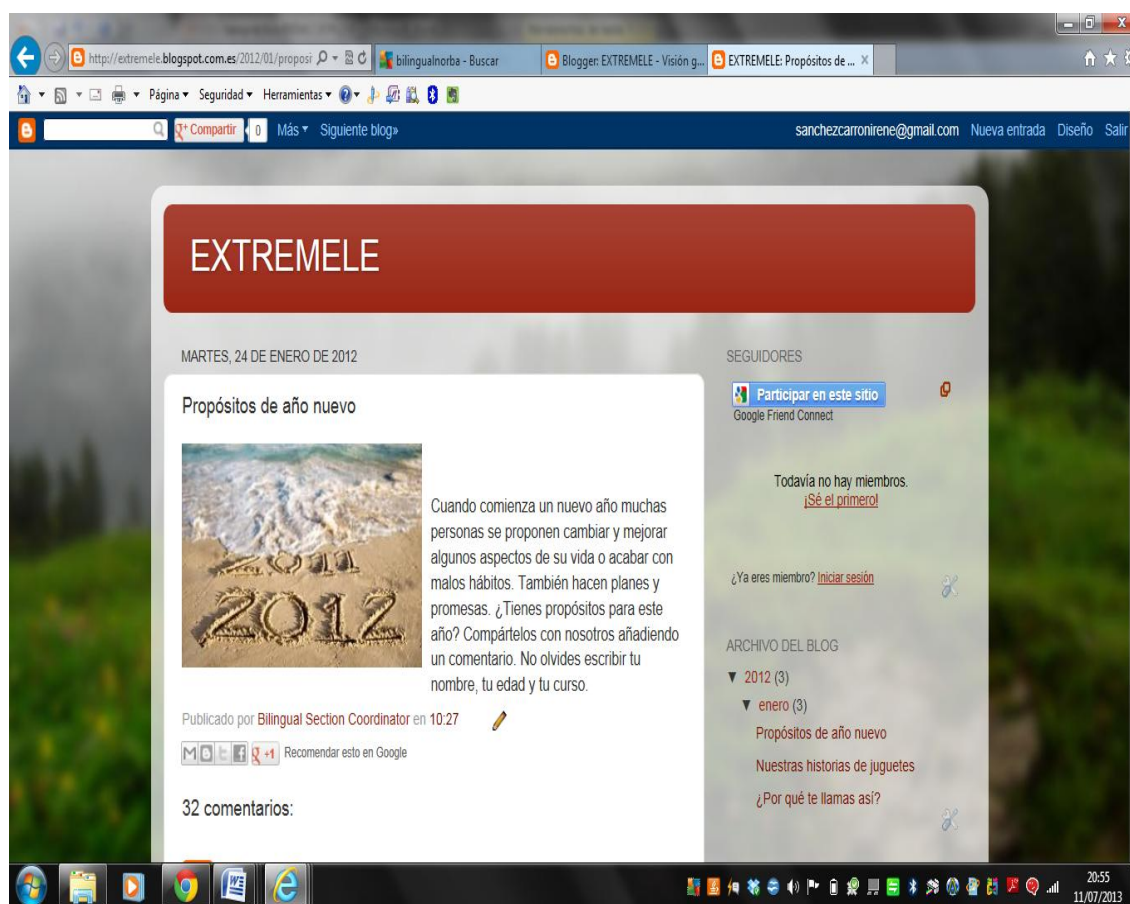 http://extremele.blogspot.com.es/2012/01/proposi
bilingualnorba - Buscar
Blogger: EXTREMELE - Visión g...
EXTREMELE: Propósitos de ...
Página Seguridad Herramientas
Compartir 0 Más Siguiente blog»
sanchezcarronirene@gmail.com Nueva entrada Diseño Salir
EXTREMELE
MARTES, 24 DE ENERO DE 2012
Propósitos de año nuevo
2011
2012
Cuando comienza un nuevo año muchas
personas se proponen cambiar y mejorar
algunos aspectos de su vida o acabar con
malos hábitos. También hacen planes y
promesas. ¿Tienes propósitos para este
año? Compártelos con nosotros añadiendo
un comentario. No olvides escribir tu
nombre, tu edad y tu curso.
Publicado por Bilingual Section Coordinator en 10:27
+1 Recomendar esto en Google
32 comentarios:
SEGUIDORES
Participar en este sitio
Google Friend Connect
Todavía no hay miembros.
¡Sé el primero!
¿Ya eres miembro? Iniciar sesión
ARCHIVO DEL BLOG
▼ 2012 (3)
▼ enero (3)
Propósitos de año nuevo
Nuestras historias de juguetes
¿Por qué te llamas así?
20:55
11/07/2013